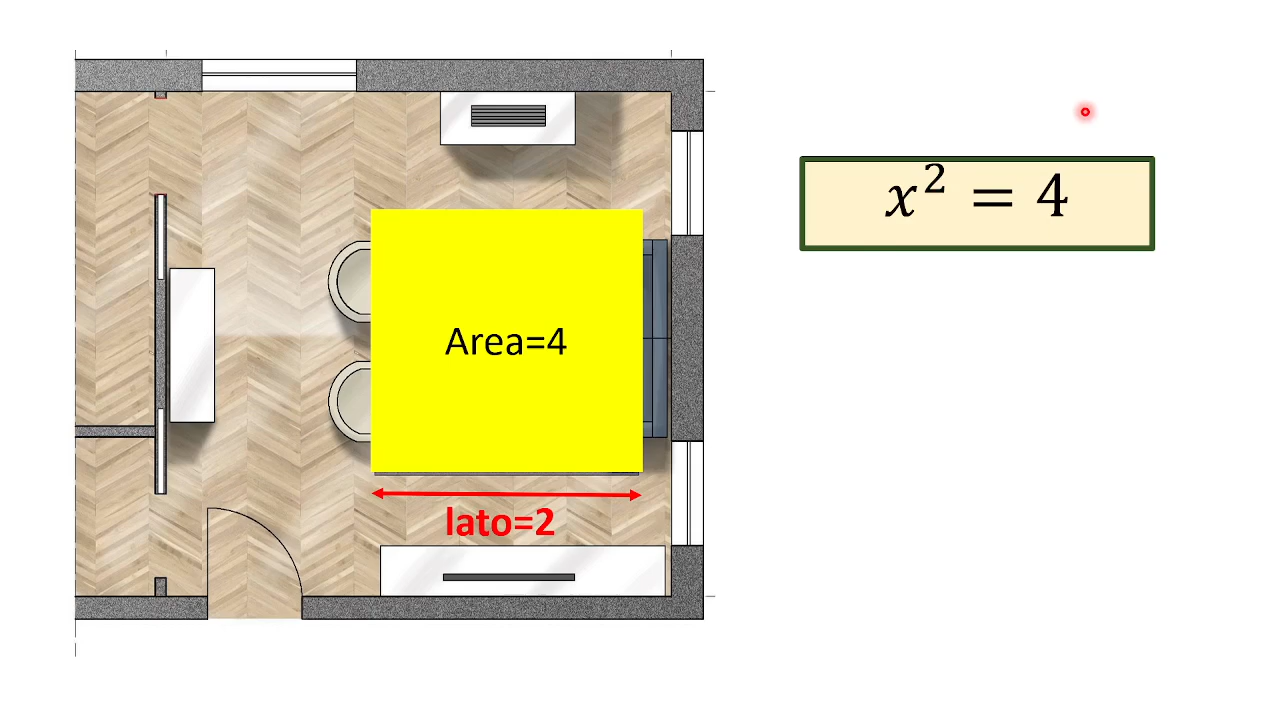 Area=4
lato=2
x² = 4